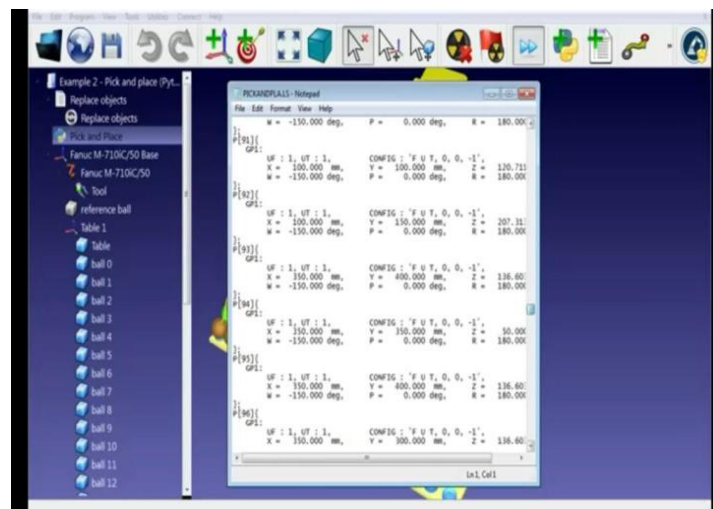 File Edit Program View Tools Utilities Connect Help
Example 2 - Pick and place (Pyt...
Replace objects
Replace objects
Pick and Place
Fanuc M-710iC/50 Base
Fanuc M-710iC/50
Tool
reference ball
Table 1
Table
ball 0
ball 1
ball 2
ball 3
ball 4
ball 5
ball 6
ball 7
ball 8
ball 9
ball 10
ball 11
ball 12
PICKANDPLA.LS - Notepad
File Edit Format View Help
W = -150.000 deg, P = 0.000 deg, R = 180.000
};
P[91]{
GP1:
UF : 1, UT : 1, CONFIG : 'F U T, 0, 0, -1',
X = 100.000 mm, Y = 100.000 mm, Z = 120.711
W = -150.000 deg, P = 0.000 deg, R = 180.000
};
P[92]{
GP1:
UF : 1, UT : 1, CONFIG : 'F U T, 0, 0, -1',
X = 100.000 mm, Y = 150.000 mm, Z = 207.313
W = -150.000 deg, P = 0.000 deg, R = 180.000
};
P[93]{
GP1:
UF : 1, UT : 1, CONFIG : 'F U T, 0, 0, -1',
X = 350.000 mm, Y = 400.000 mm, Z = 136.603
W = -150.000 deg, P = 0.000 deg, R = 180.000
};
P[94]{
GP1:
UF : 1, UT : 1, CONFIG : 'F U T, 0, 0, -1',
X = 350.000 mm, Y = 350.000 mm, Z = 50.000
W = -150.000 deg, P = 0.000 deg, R = 180.000
};
P[95]{
GP1:
UF : 1, UT : 1, CONFIG : 'F U T, 0, 0, -1',
X = 350.000 mm, Y = 400.000 mm, Z = 136.603
W = -150.000 deg, P = 0.000 deg, R = 180.000
};
P[96]{
GP1:
UF : 1, UT : 1, CONFIG : 'F U T, 0, 0, -1',
X = 350.000 mm, Y = 300.000 mm, Z = 136.60
Ln 1, Col 1